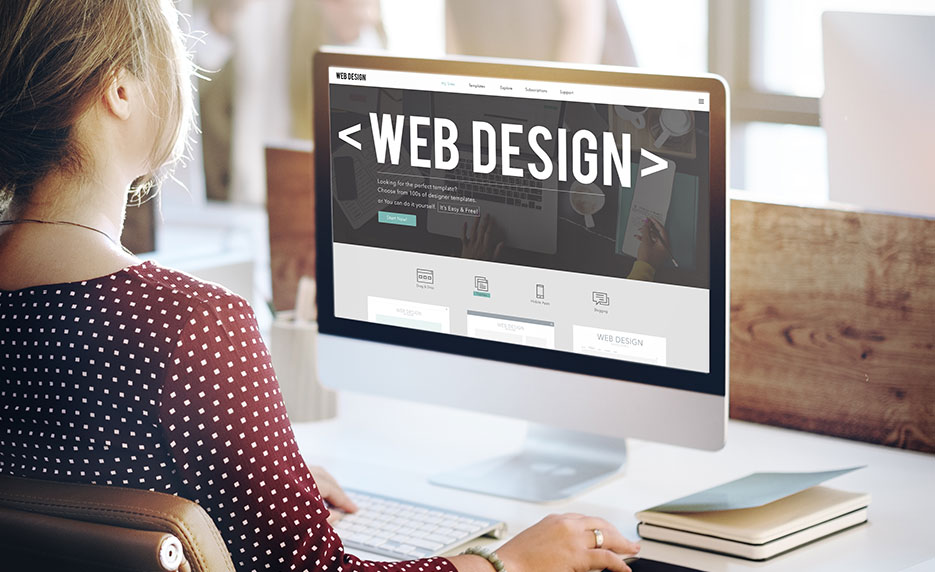 WEB DESIGN
My Sites Templates Explore Subscriptions Support
<WEB DESIGN>
Looking for the perfect template?
Choose from 100s of designer templates.
or You can do it yourself. It's Easy & Free!
Start Now!
Drag & Drop
Mobile Apps
Blogging
WEB DESIGN
WEB DESIGN
WEB DESIGN